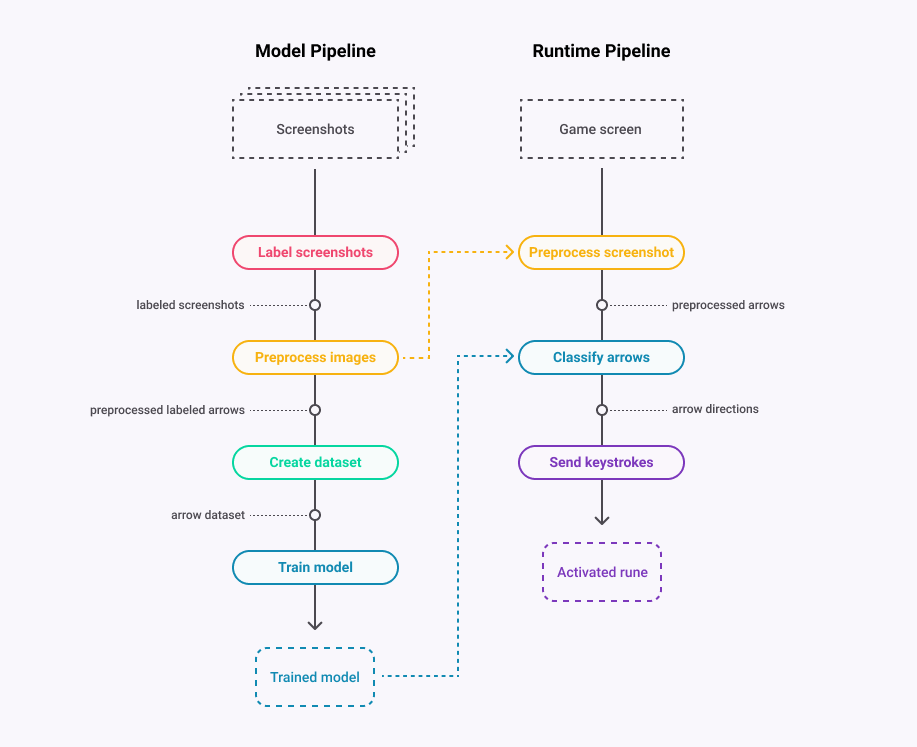 Model Pipeline
Runtime Pipeline
Screenshots
Game screen
Label screenshots
Preprocess screenshot
labeled screenshots
preprocessed arrows
Preprocess images
Classify arrows
preprocessed labeled arrows
arrow directions
Create dataset
Send keystrokes
arrow dataset
Train model
Activated rune
Trained model